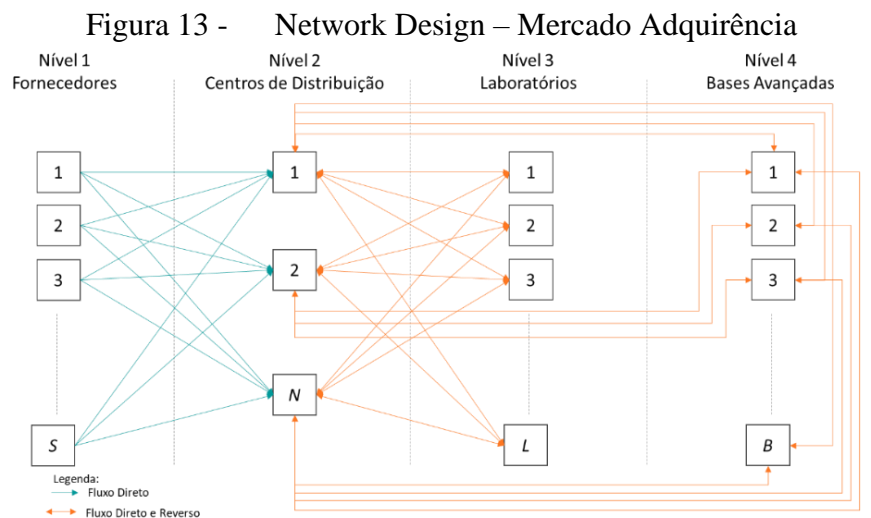 Figura 13 - Network Design – Mercado Adquirência
Nível 1
Fornecedores
Nível 2
Centros de Distribuição
Nível 3
Laboratórios
Nível 4
Bases Avançadas
1
2
3
S
1
2
N
1
2
3
L
1
2
3
B
Legenda:
Fluxo Direto
Fluxo Direto e Reverso